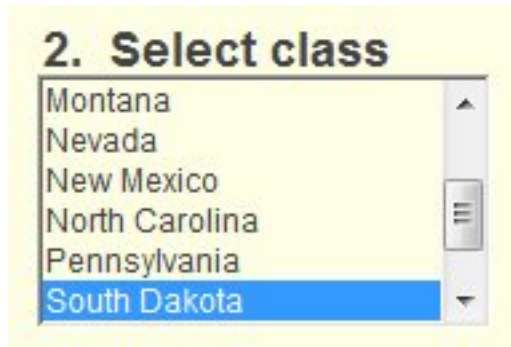 2. Select class
Montana
Nevada
New Mexico
North Carolina
Pennsylvania
South Dakota